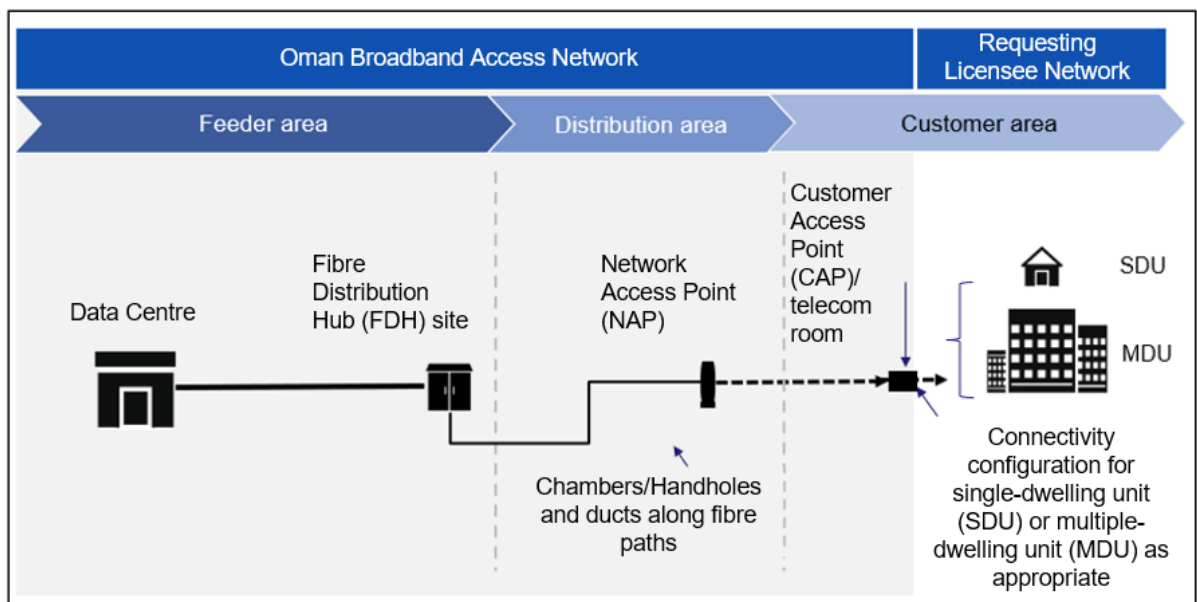 Oman Broadband Access Network
Requesting
Licensee Network
Feeder area
Distribution area
Customer area
Data Centre
Fibre
Distribution
Hub (FDH) site
Network
Access Point
(NAP)
Customer
Access
Point
(CAP)/
telecom
room
SDU
MDU
Chambers/Handholes
and ducts along fibre
paths
Connectivity
configuration for
single-dwelling unit
(SDU) or multiple-
dwelling unit (MDU) as
appropriate